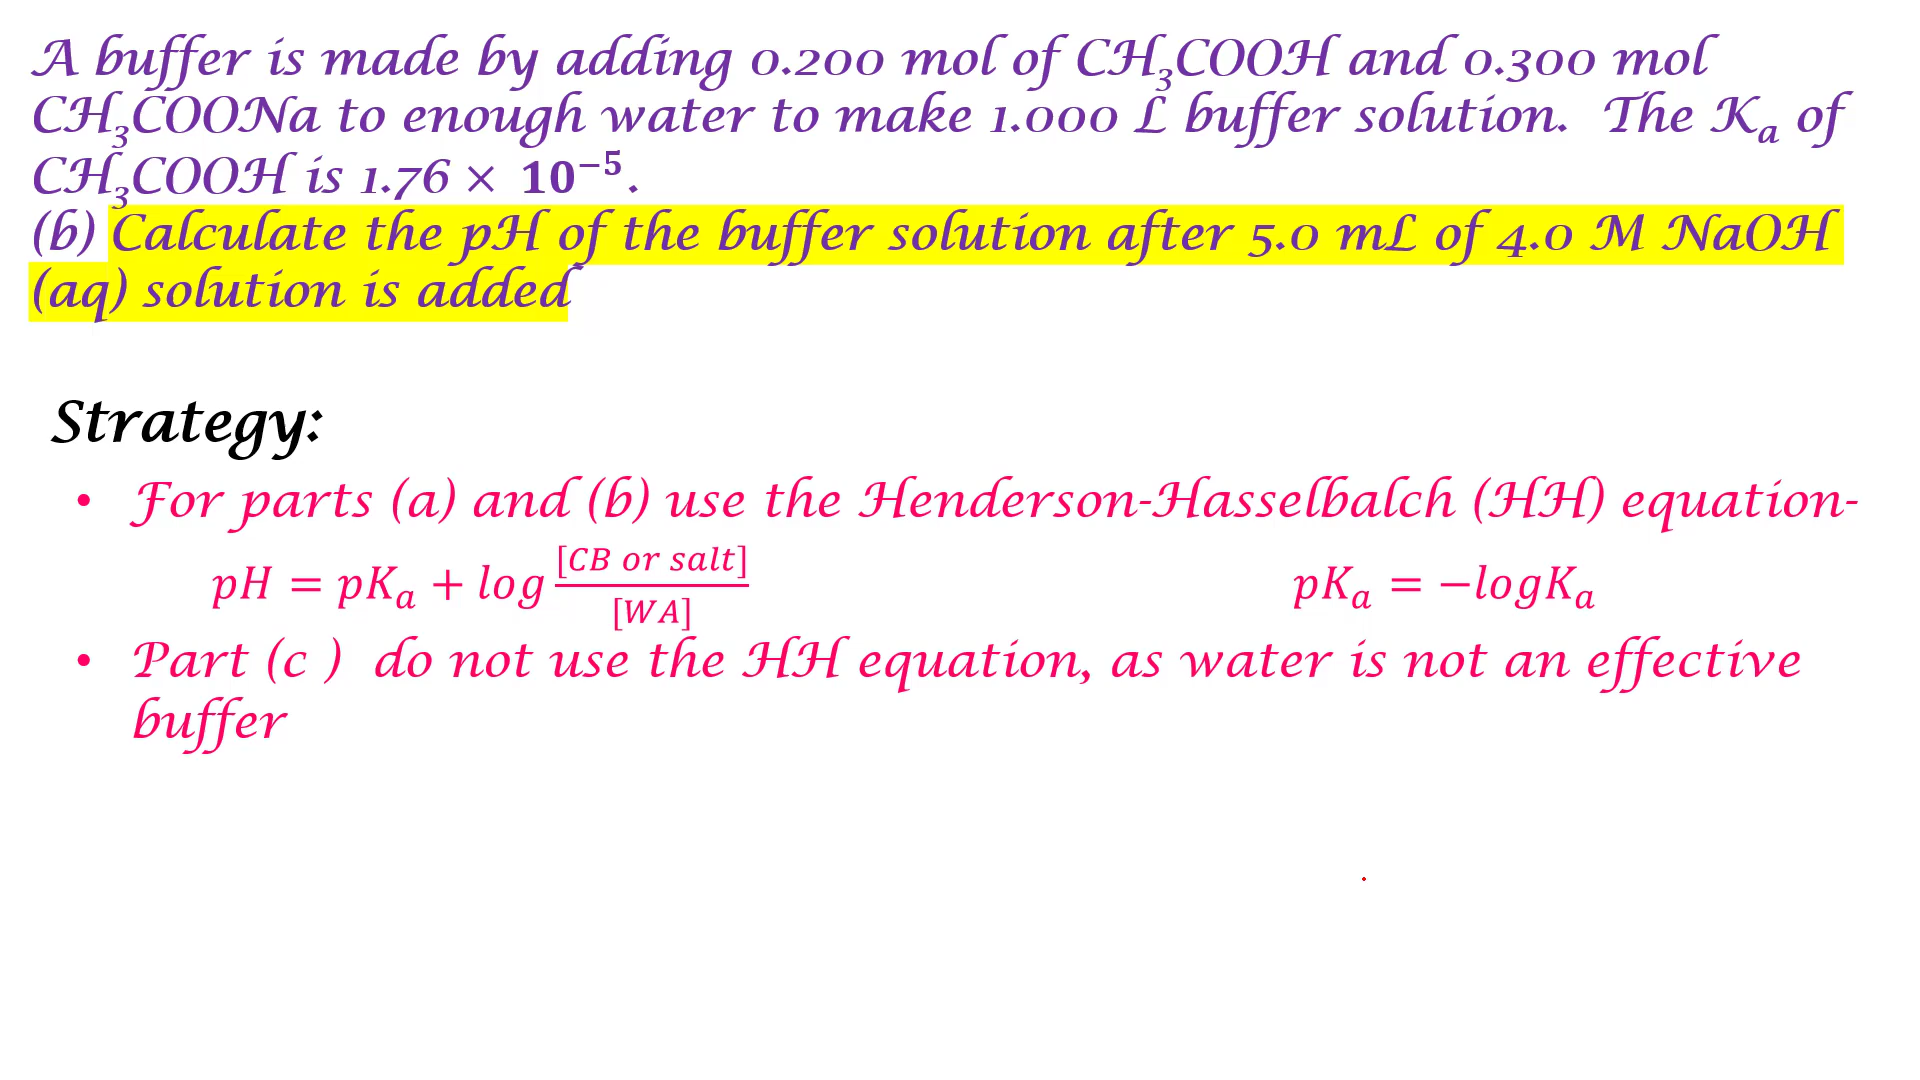 A buffer is made by adding 0.200 mol of CH₃COOH and 0.300 mol
CH₃COONa to enough water to make 1.000 L buffer solution. The Kₐ of
CH₃COOH is 1.76 × 10⁻⁵.
(b) Calculate the pH of the buffer solution after 5.0 mL of 4.0 M NaOH
(aq) solution is added
Strategy:
• For parts (a) and (b) use the Henderson-Hasselbalch (HH) equation-
pH = pKₐ + log [CB or salt]/[WA] pKₐ = −logKₐ
• Part (c ) do not use the HH equation, as water is not an effective
buffer